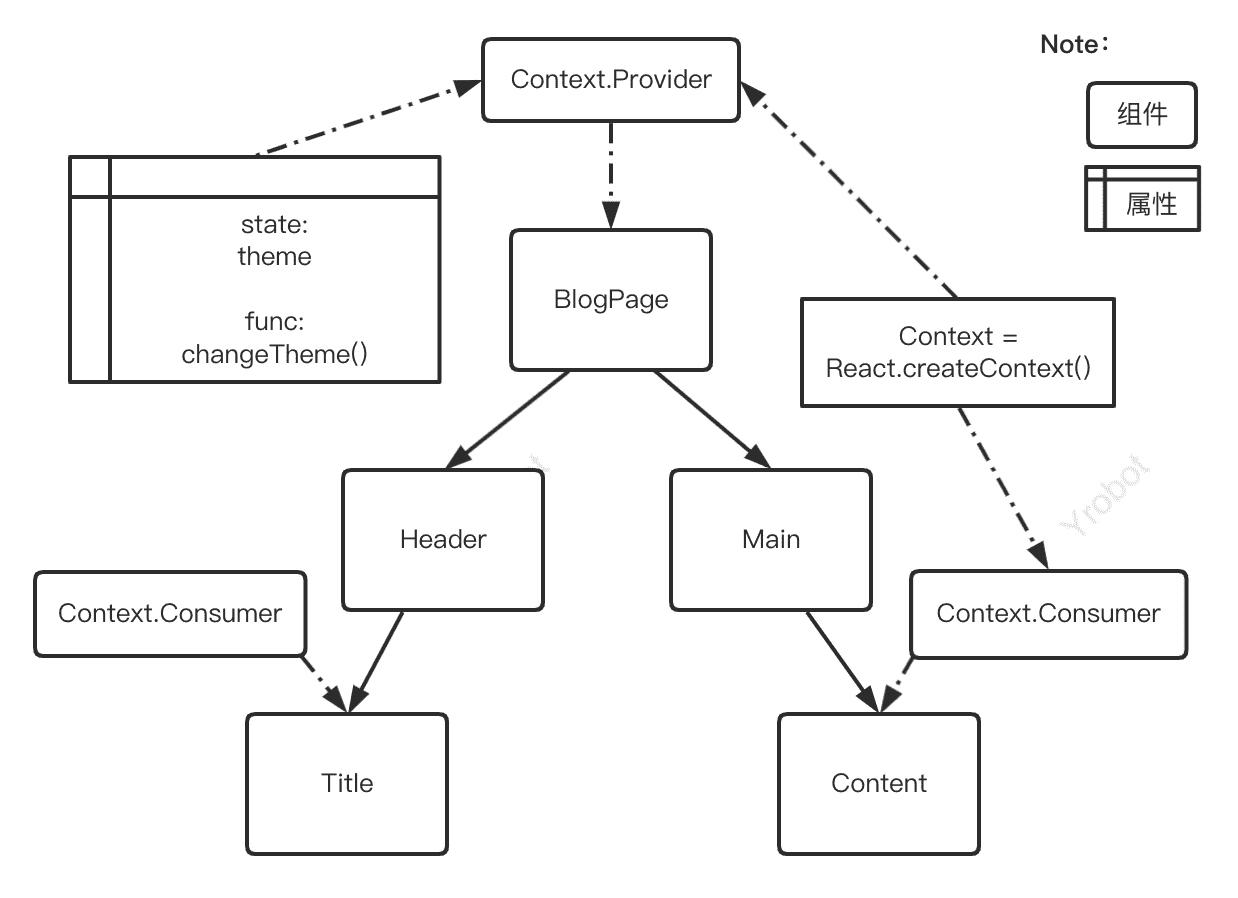 Note：
Context.Provider
组件
属性
state:
theme
func:
changeTheme()
BlogPage
Context =
React.createContext()
Yrobot
Header
Main
Context.Consumer
Context.Consumer
Title
Content